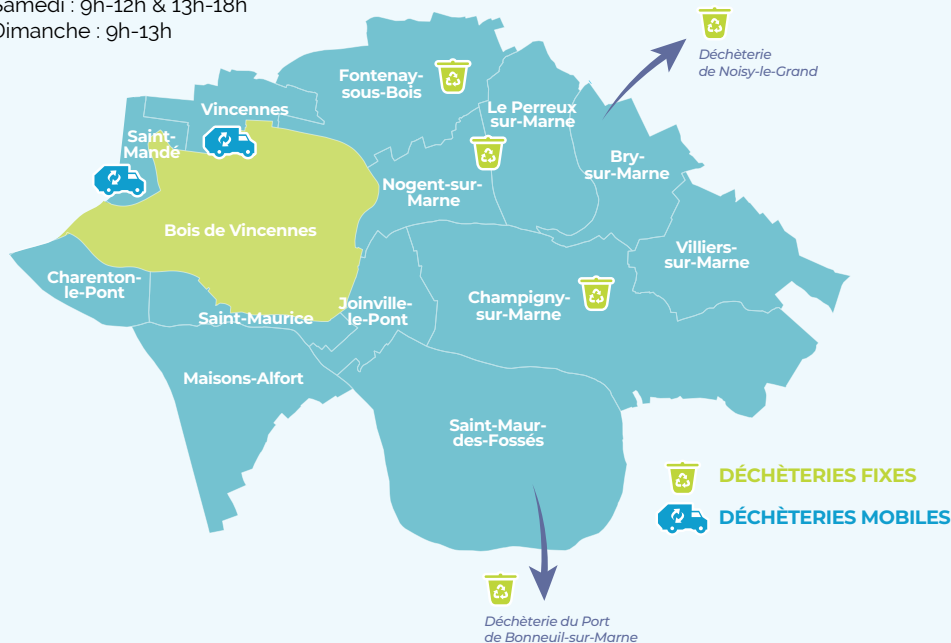 Samedi : 9h-12h & 13h-18h
Dimanche : 9h-13h
Déchèterie
de Noisy-le-Grand
Fontenay-
sous-Bois
Vincennes
Le Perreux
sur-Marne
Saint-
Mandé
Bry-
sur-Marne
Nogent-sur-
Marne
Bois de Vincennes
Villiers-
sur-Marne
Charenton-
le-Pont
Champigny-
sur-Marne
Joinville-
le-Pont
Saint-Maurice
Maisons-Alfort
Saint-Maur-
des-Fossés
DÉCHÈTERIES FIXES
DÉCHÈTERIES MOBILES
Déchèterie du Port
de Bonneuil-sur-Marne